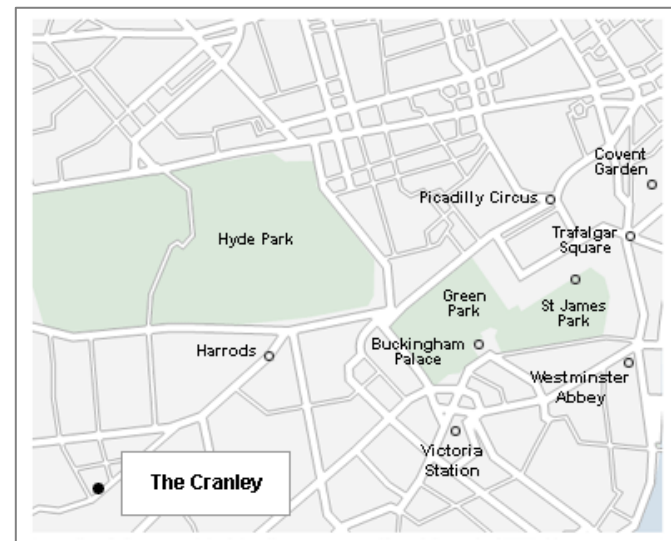 Covent
Garden
Picadilly Circus
Trafalgar
Square
Hyde Park
Green
Park
St James
Park
Buckingham
Palace
Harrods
Westminster
Abbey
Victoria
Station
The Cranley